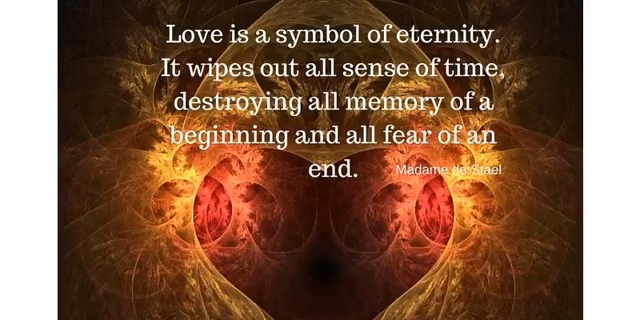 Love is a symbol of eternity.
It wipes out all sense of time,
destroying all memory of a
beginning and all fear of an
end.
Madame de Stael